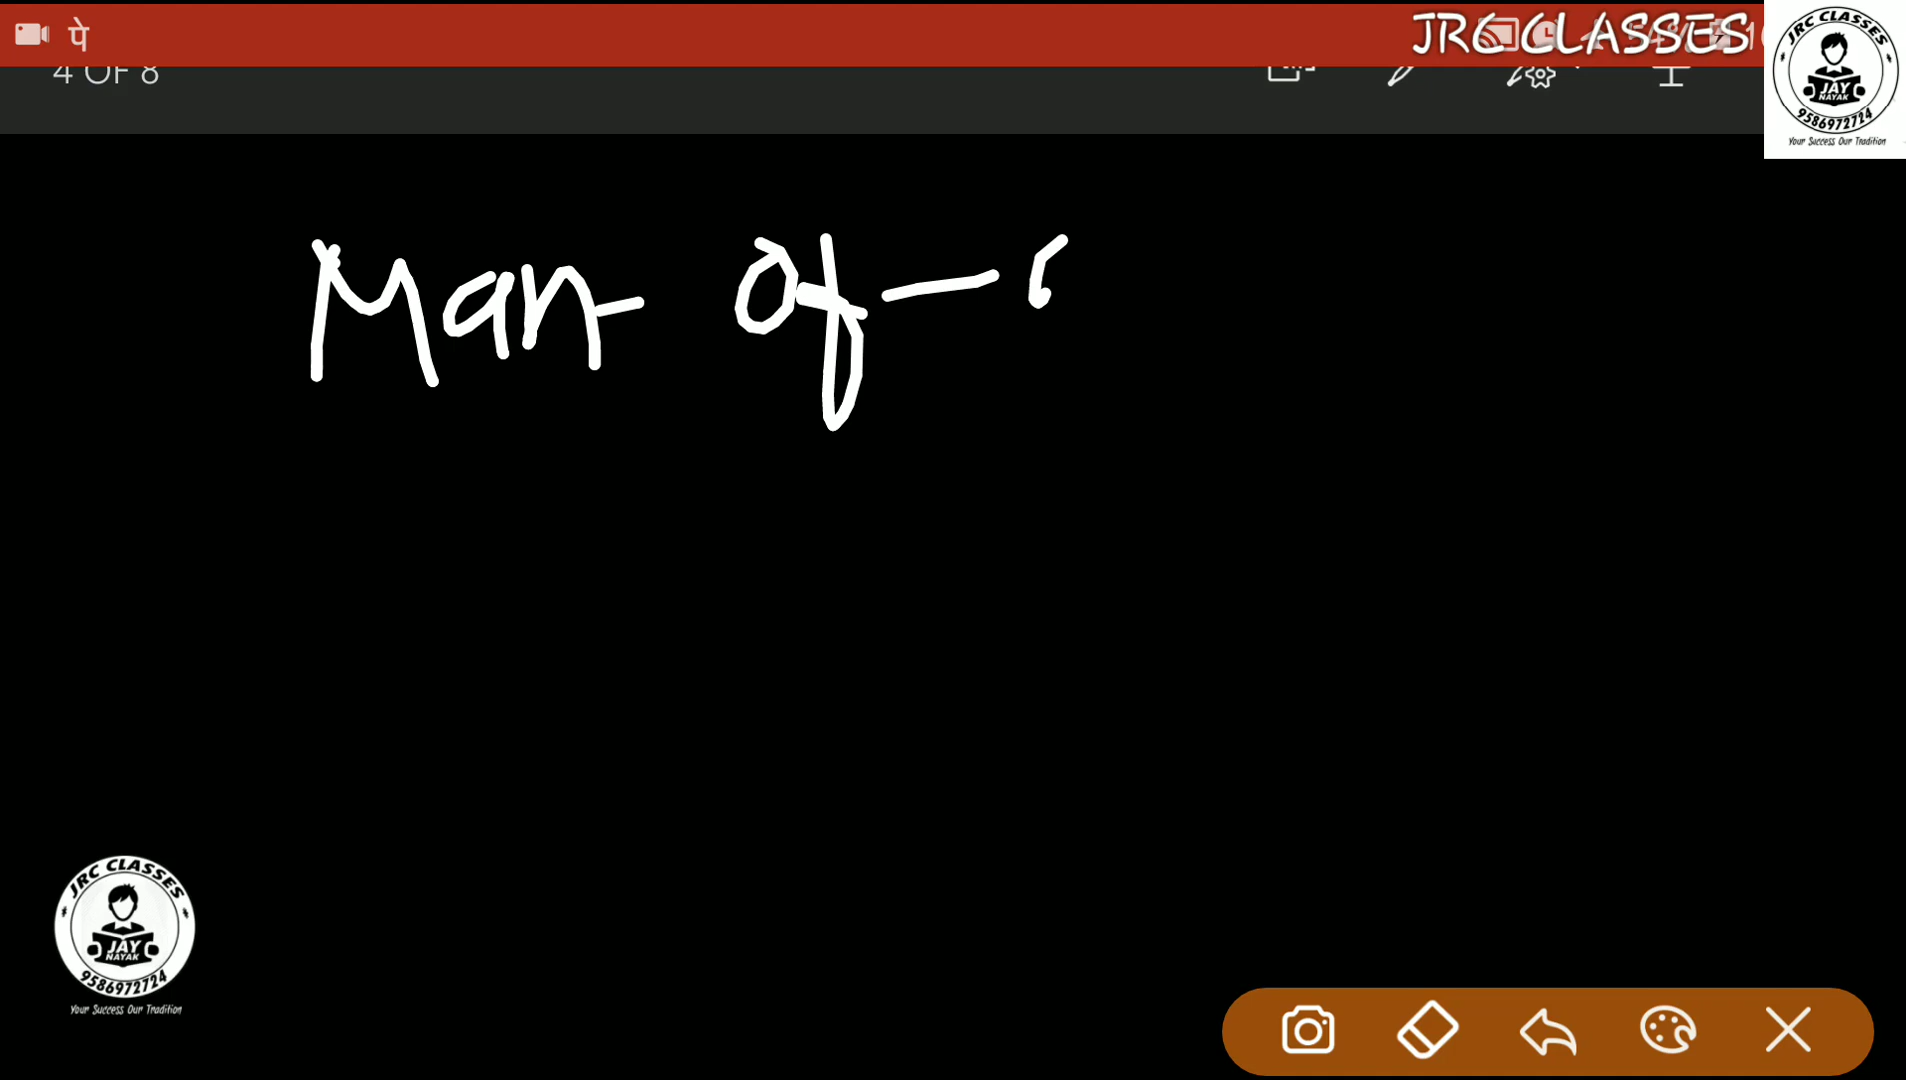 पे
JRC CLASSES
4 OF 8
JRC CLASSES
JAY
NAYAK
9586972724
Your Success Our Tradition
Man of -
JRC CLASSES
JAY
NAYAK
9586972724
Your Success Our Tradition